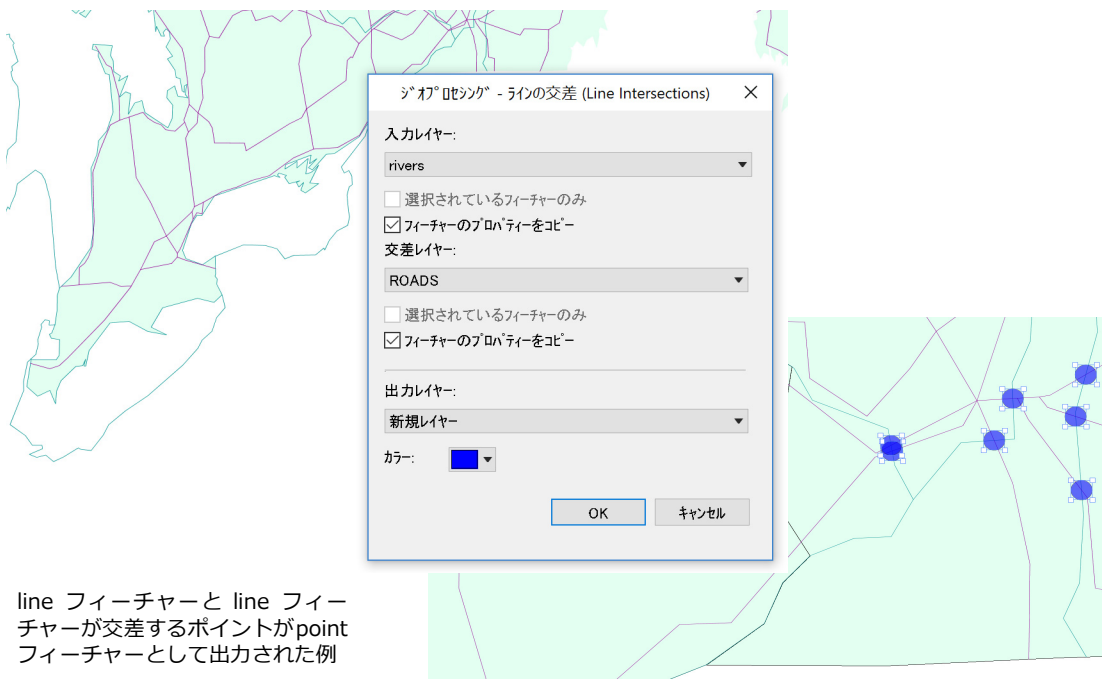 ジオプロセシング - ラインの交差 (Line Intersections)
入力レイヤー:
rivers
選択されているフィーチャーのみ
フィーチャーのプロパティーをコピー
交差レイヤー:
ROADS
選択されているフィーチャーのみ
フィーチャーのプロパティーをコピー
出力レイヤー:
新規レイヤー
カラー:
OK キャンセル
line フィーチャーと line フィー
チャーが交差するポイントがpoint
フィーチャーとして出力された例